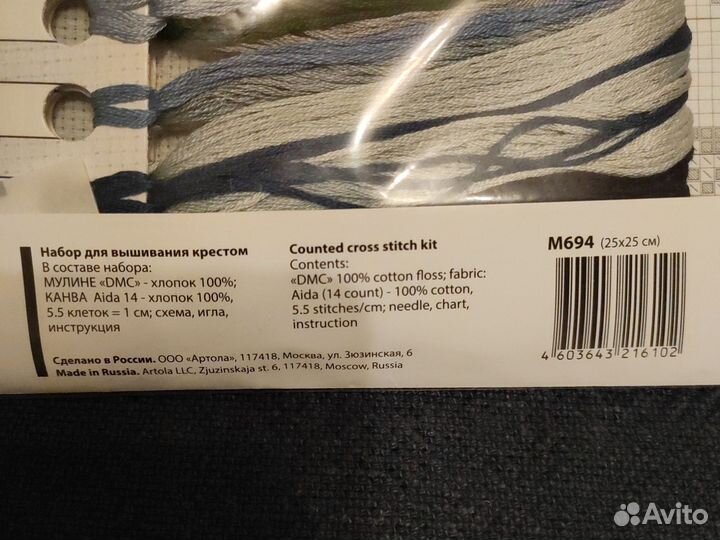 Набор для вышивания крестом
В составе набора:
МУЛИНЕ «DMC» - хлопок 100%;
КАНВА Aida 14 - хлопок 100%,
5.5 клеток = 1 см; схема, игла,
инструкция
Counted cross stitch kit
Contents:
«DMC» 100% cotton floss; fabric:
Aida (14 count) - 100% cotton,
5.5 stitches/cm; needle, chart,
instruction
М694 (25х25 см)
4 603643 216102
Сделано в России. ООО «Артола», 117418, Москва, ул. Зюзинская, 6
Made in Russia. Artola LLC, Zjuzinskaja st. 6, 117418, Moscow, Russia
Avito